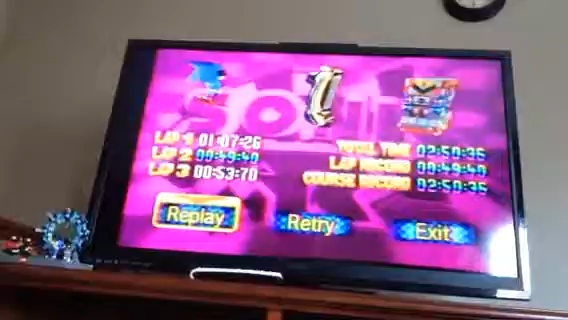 SONIC
LAP 1 01:07:26
LAP 2 00:49:40
LAP 3 00:53:70
TOTAL TIME 02:50:36
LAP RECORD 00:49:40
COURSE RECORD 02:50:36
Replay
Retry
Exit